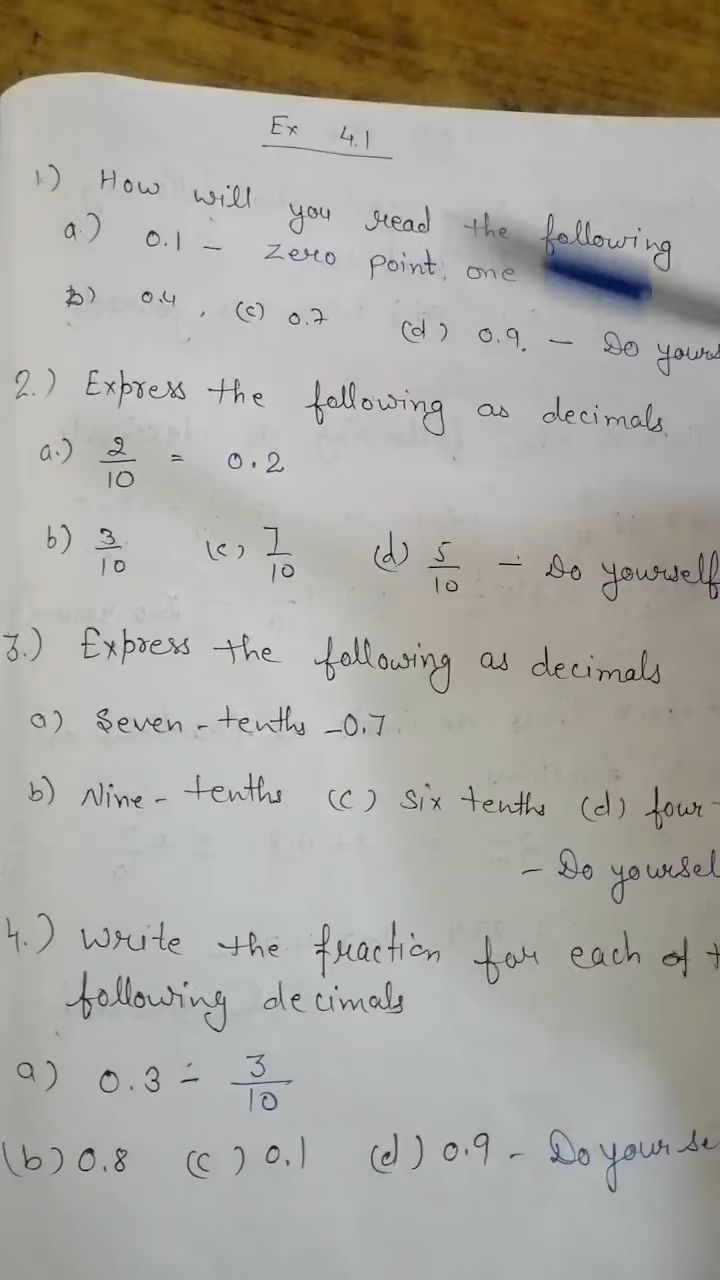 Ex 4.1
1.) How will you read the following
a.) 0.1 – zero point one
b) 0.4, (c) 0.7 (d) 0.9. – Do yours
2.) Express the following as decimals.
a.) 2/10 = 0.2
b) 3/10 (c) 7/10 (d) 5/10 – Do yourself
3.) Express the following as decimals
a) Seven-tenths – 0.7
b) Nine-tenths (c) six tenths (d) four-
– Do yoursel
4.) Write the fraction for each of t
following decimals
a) 0.3 – 3/10
(b) 0.8 (c) 0.1 (d) 0.9 – Do your se